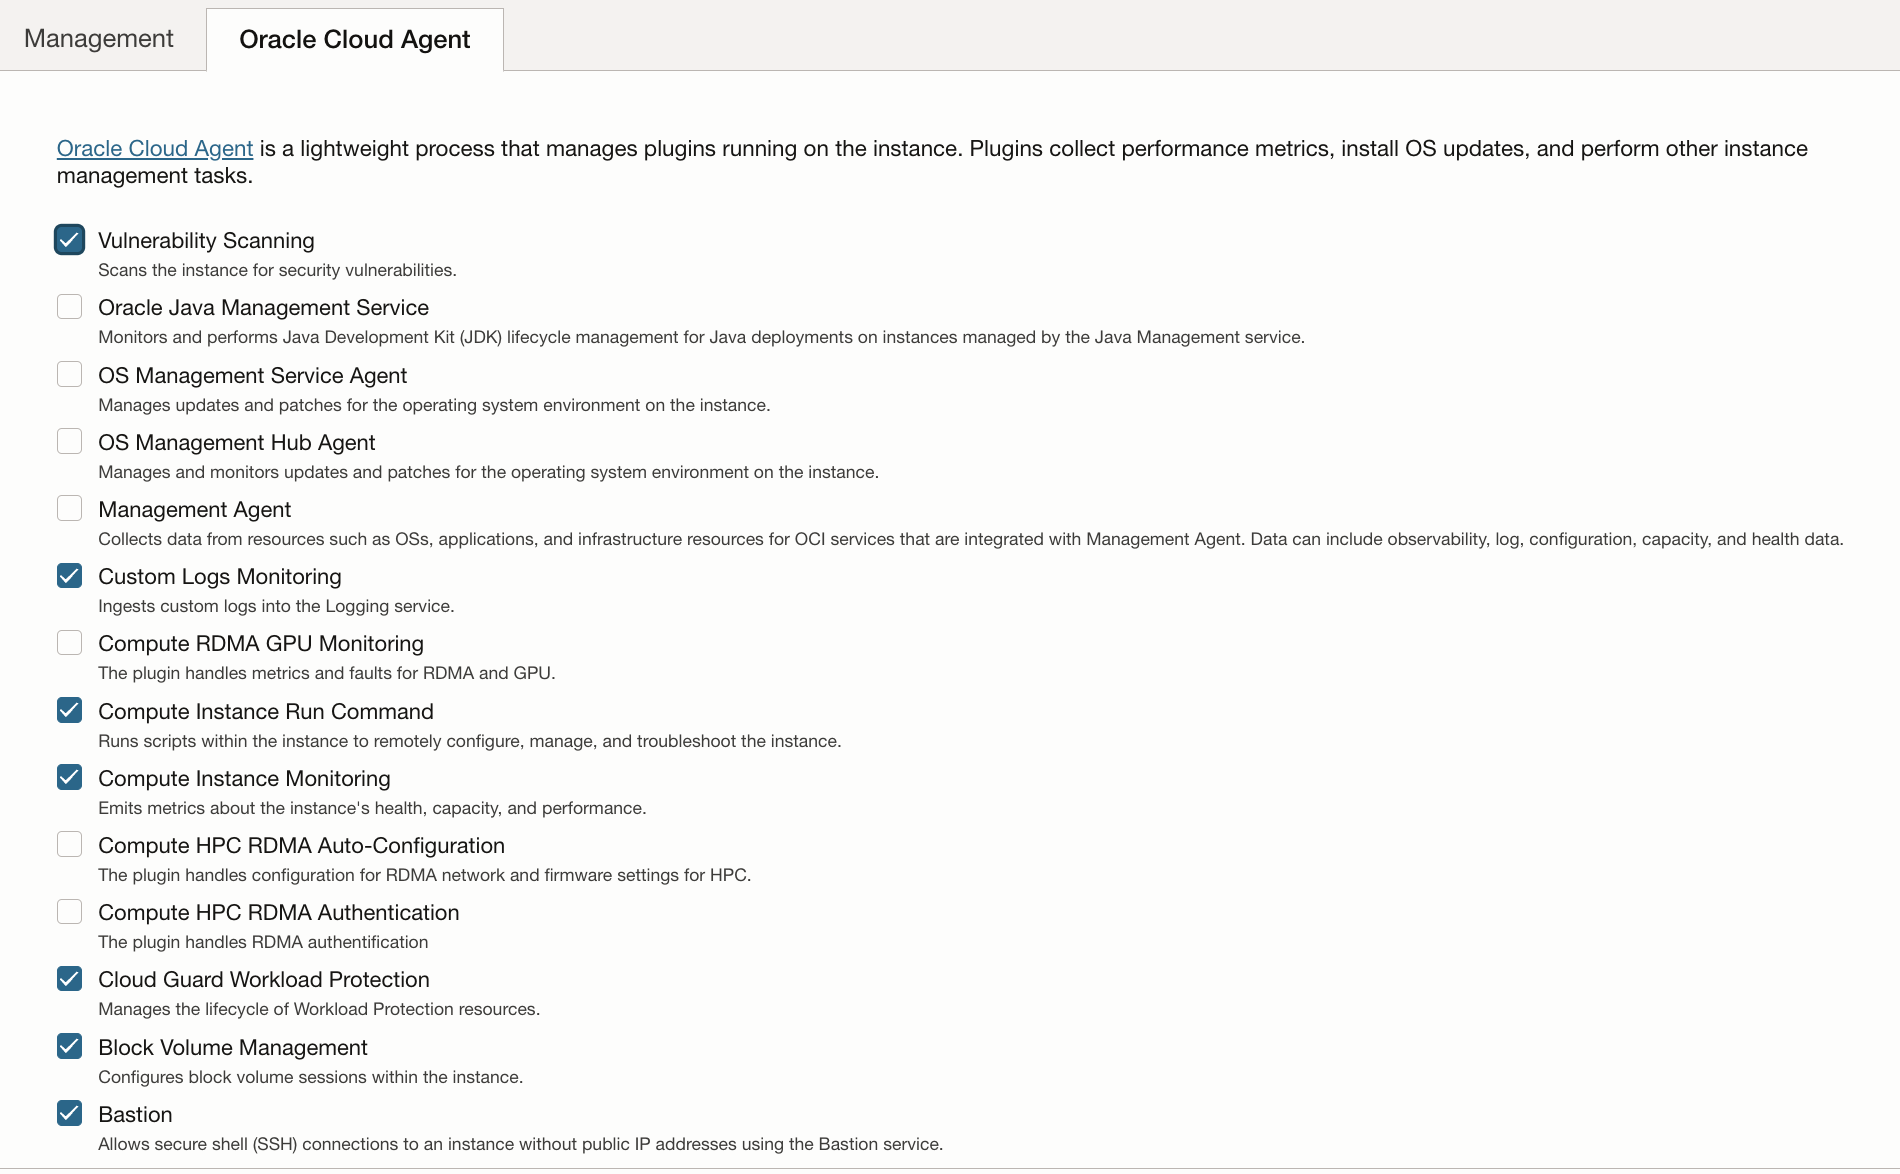 Management
Oracle Cloud Agent
Oracle Cloud Agent is a lightweight process that manages plugins running on the instance. Plugins collect performance metrics, install OS updates, and perform other instance
management tasks.
Vulnerability Scanning
Scans the instance for security vulnerabilities.
Oracle Java Management Service
Monitors and performs Java Development Kit (JDK) lifecycle management for Java deployments on instances managed by the Java Management service.
OS Management Service Agent
Manages updates and patches for the operating system environment on the instance.
OS Management Hub Agent
Manages and monitors updates and patches for the operating system environment on the instance.
Management Agent
Collects data from resources such as OSs, applications, and infrastructure resources for OCI services that are integrated with Management Agent. Data can include observability, log, configuration, capacity, and health data.
Custom Logs Monitoring
Ingests custom logs into the Logging service.
Compute RDMA GPU Monitoring
The plugin handles metrics and faults for RDMA and GPU.
Compute Instance Run Command
Runs scripts within the instance to remotely configure, manage, and troubleshoot the instance.
Compute Instance Monitoring
Emits metrics about the instance's health, capacity, and performance.
Compute HPC RDMA Auto-Configuration
The plugin handles configuration for RDMA network and firmware settings for HPC.
Compute HPC RDMA Authentication
The plugin handles RDMA authentification
Cloud Guard Workload Protection
Manages the lifecycle of Workload Protection resources.
Block Volume Management
Configures block volume sessions within the instance.
Bastion
Allows secure shell (SSH) connections to an instance without public IP addresses using the Bastion service.